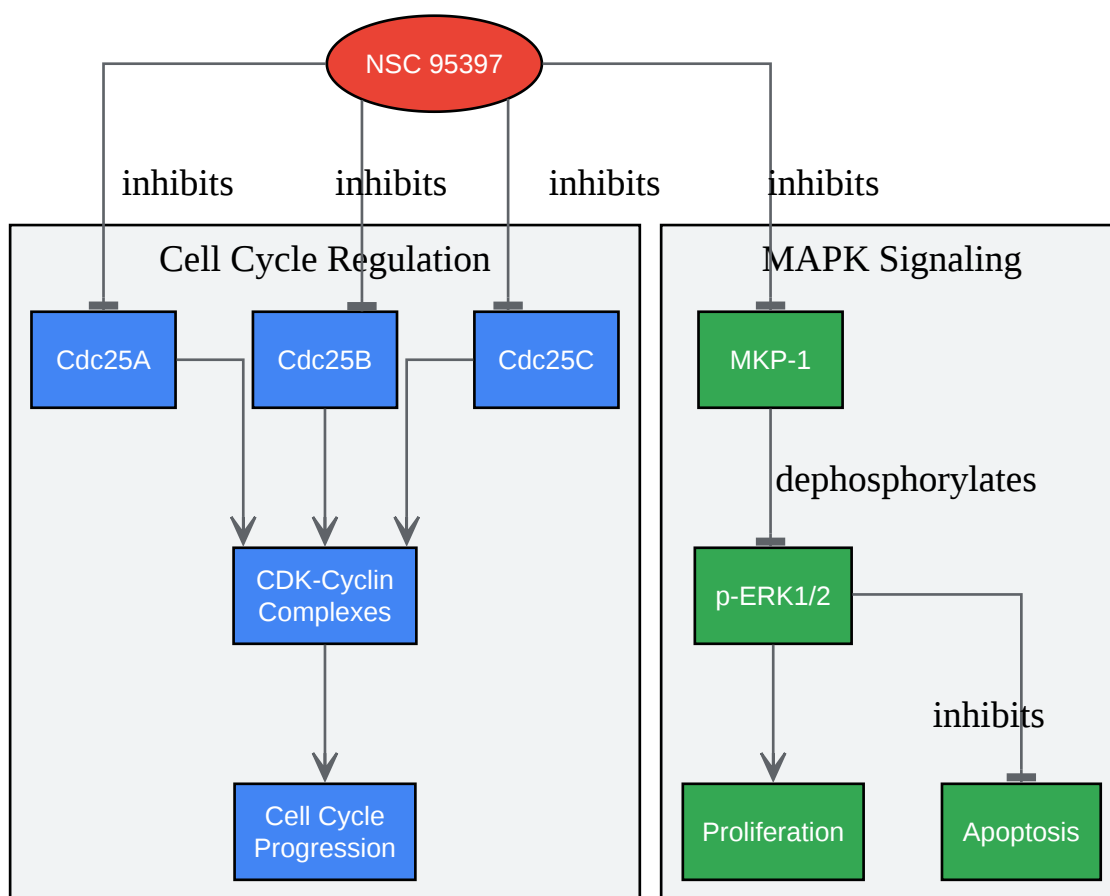 NSC 95397
inhibits
inhibits
inhibits
inhibits
Cell Cycle Regulation
MAPK Signaling
Cdc25A
Cdc25B
Cdc25C
MKP-1
dephosphorylates
CDK-Cyclin
Complexes
p-ERK1/2
inhibits
Cell Cycle
Progression
Proliferation
Apoptosis